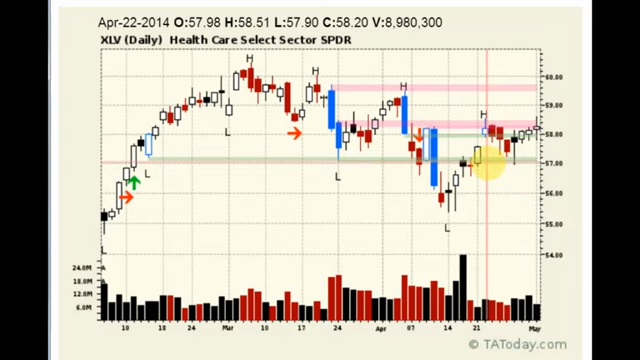 Apr-22-2014 O:57.98 H:58.51 L:57.90 C:58.20 V:8,980,300
XLV (Daily) Health Care Select Sector SPDR
H
H
H
H
L
L
L
L
L
60.00
59.00
58.00
57.00
56.00
55.00
54.00
24.0M
18.0M
12.0M
6.0M
10 18 24 Mar 10 17 24 Apr 07 14 21 May
© TAToday.com